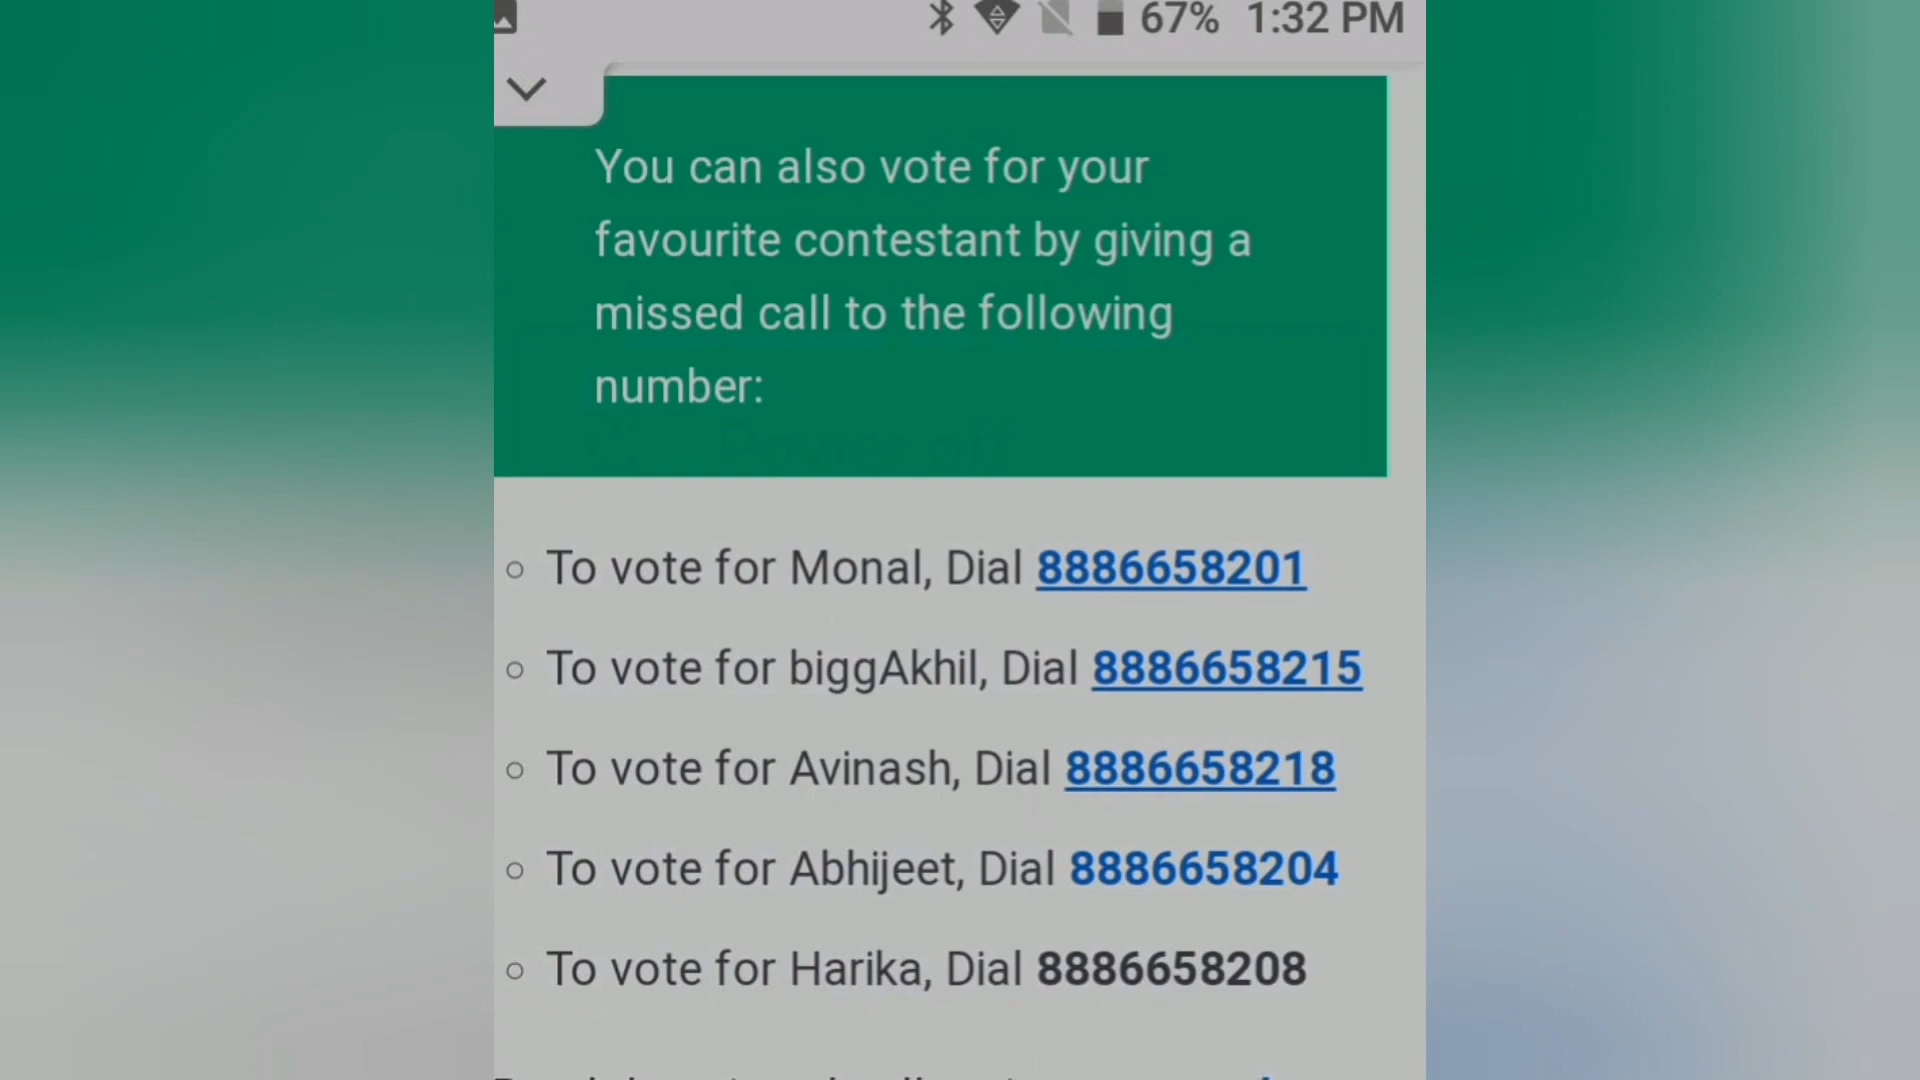 67% 1:32 PM
You can also vote for your
favourite contestant by giving a
missed call to the following
number:
Power off
To vote for Monal, Dial 8886658201
To vote for biggAkhil, Dial 8886658215
To vote for Avinash, Dial 8886658218
To vote for Abhijeet, Dial 8886658204
To vote for Harika, Dial 8886658208